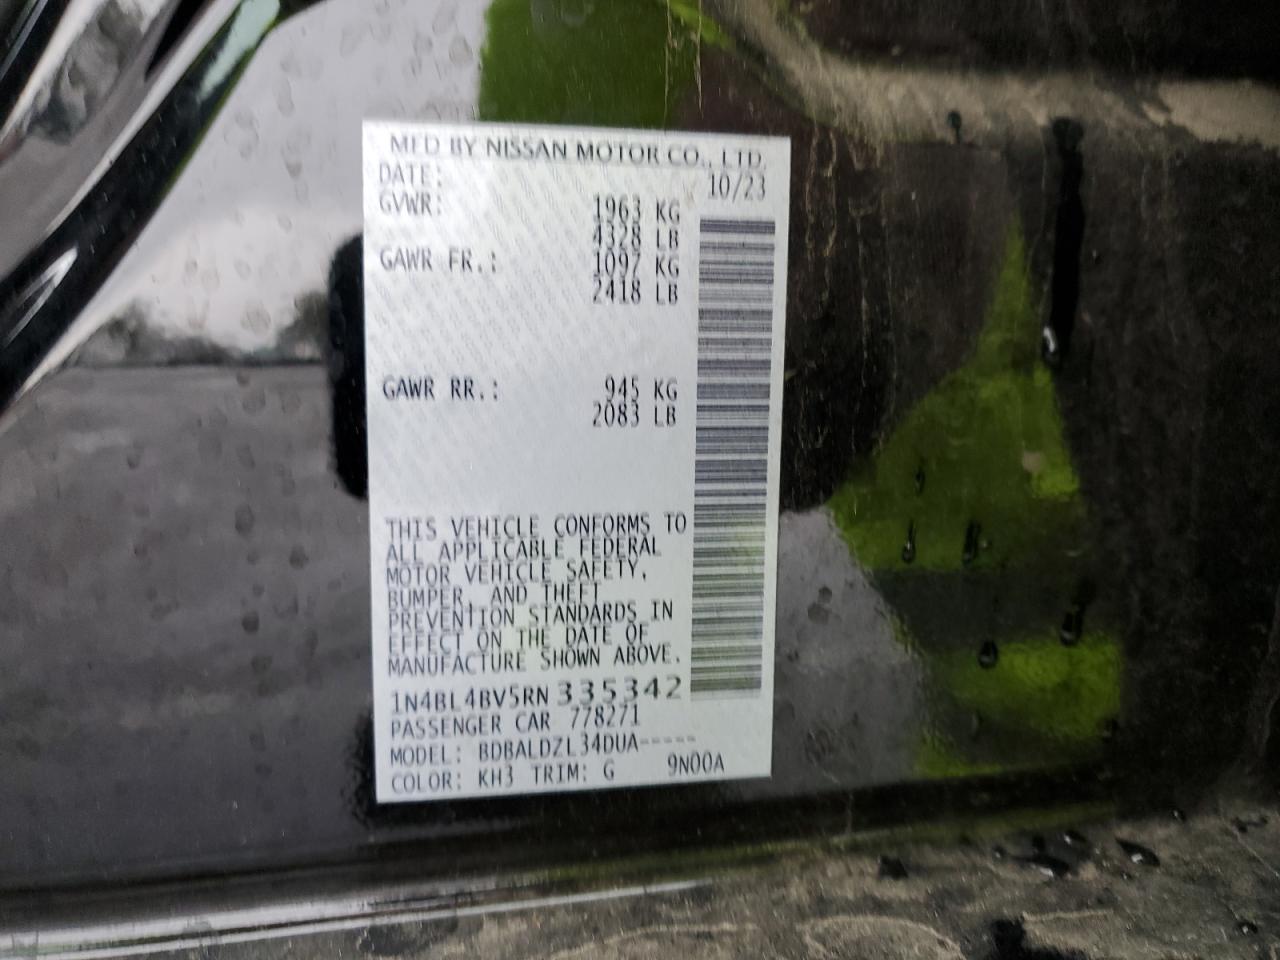 MFD BY NISSAN MOTOR CO., LTD.
DATE: 10/23
GVWR: 1963 KG
4328 LB
GAWR FR.: 1097 KG
2418 LB
GAWR RR.: 945 KG
2083 LB
THIS VEHICLE CONFORMS TO
ALL APPLICABLE FEDERAL
MOTOR VEHICLE SAFETY,
BUMPER, AND THEFT
PREVENTION STANDARDS IN
EFFECT ON THE DATE OF
MANUFACTURE SHOWN ABOVE.
1N4BL4BV5RN335342
PASSENGER CAR 778271
MODEL: BDBALDZL34DUA-----
COLOR: KH3 TRIM: G 9N00A